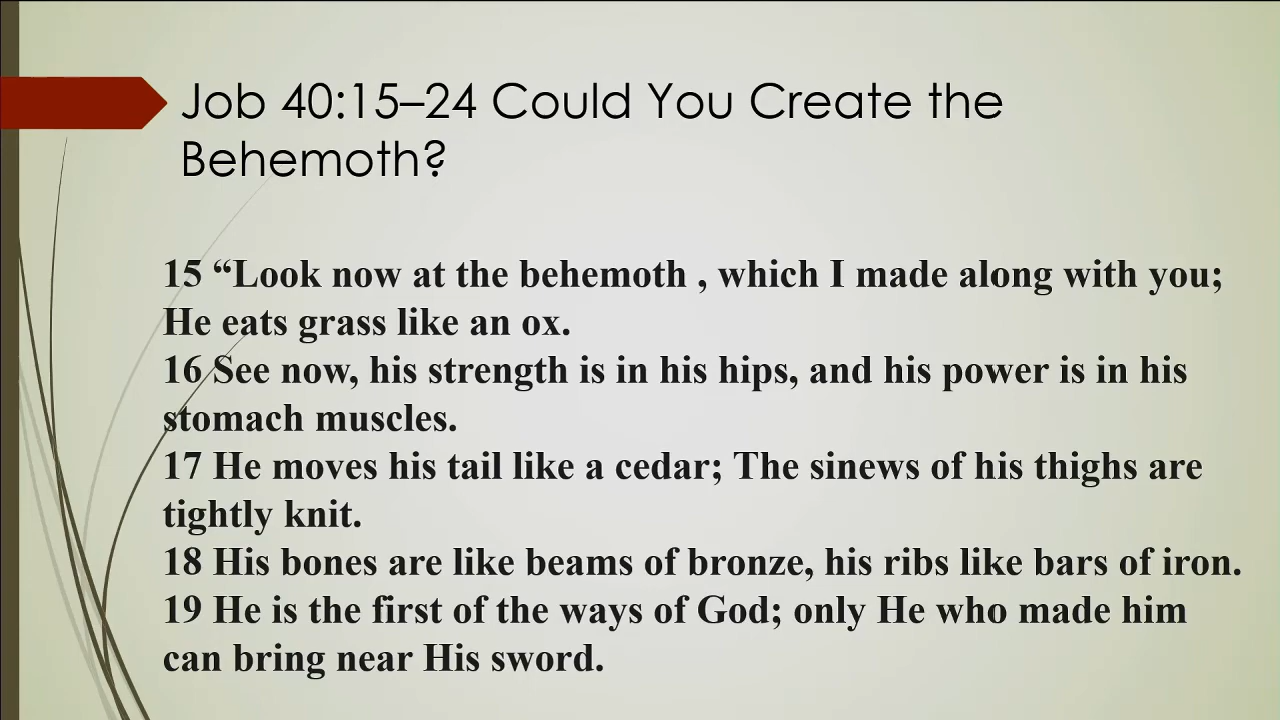 Job 40:15–24 Could You Create the
Behemoth?
15 “Look now at the behemoth , which I made along with you;
He eats grass like an ox.
16 See now, his strength is in his hips, and his power is in his
stomach muscles.
17 He moves his tail like a cedar; The sinews of his thighs are
tightly knit.
18 His bones are like beams of bronze, his ribs like bars of iron.
19 He is the first of the ways of God; only He who made him
can bring near His sword.